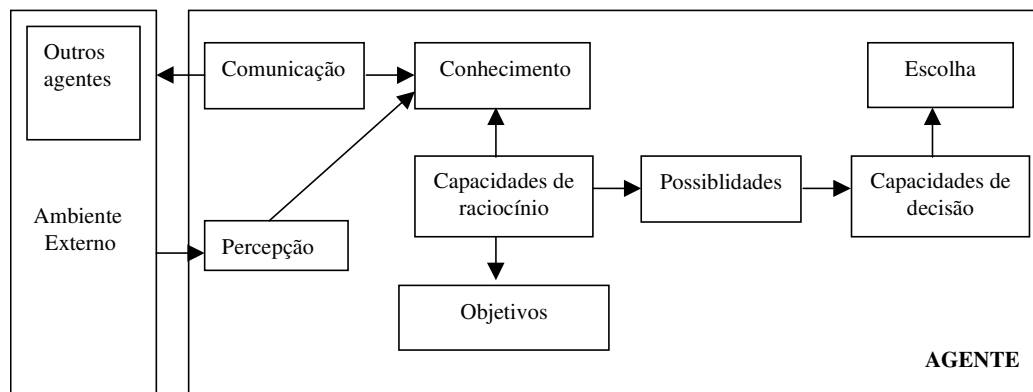 Outros
agentes
Comunicação
Conhecimento
Escolha
Ambiente
Externo
Percepção
Capacidades de
raciocínio
Possiblidades
Capacidades de
decisão
Objetivos
AGENTE